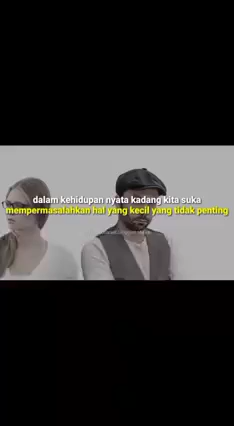 dalam kehidupan nyata kadang kita suka
mempermasalahkan hal yang kecil yang tidak penting